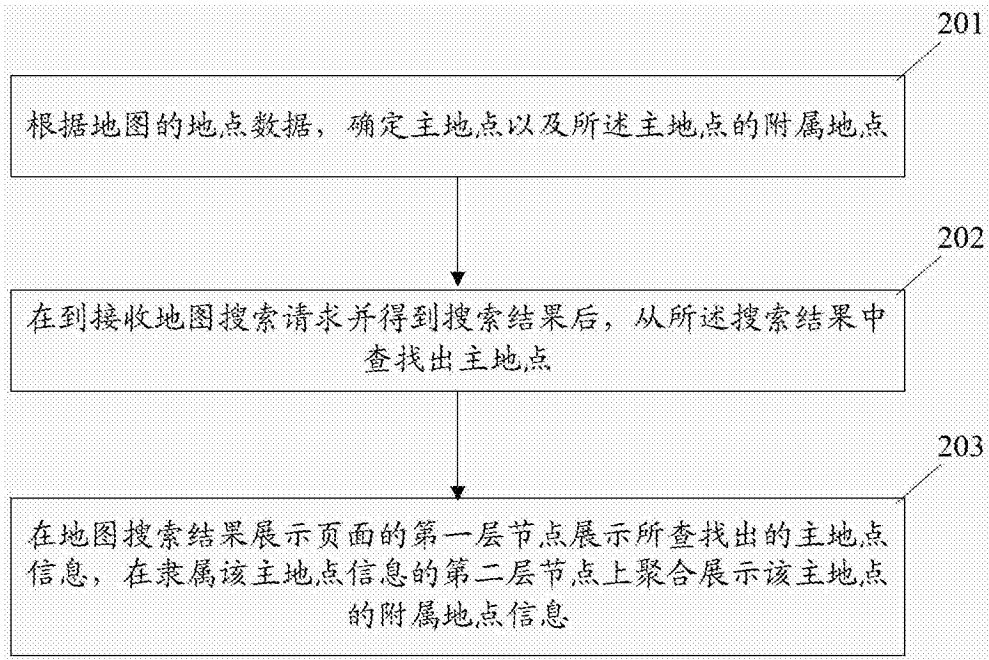 201
根据地图的地点数据，确定主地点以及所述主地点的附属地点
202
在到接收地图搜索请求并得到搜索结果后，从所述搜索结果中
查找出主地点
203
在地图搜索结果展示页面的第一层节点展示所查找出的主地点
信息，在隶属该主地点信息的第二层节点上聚合展示该主地点
的附属地点信息